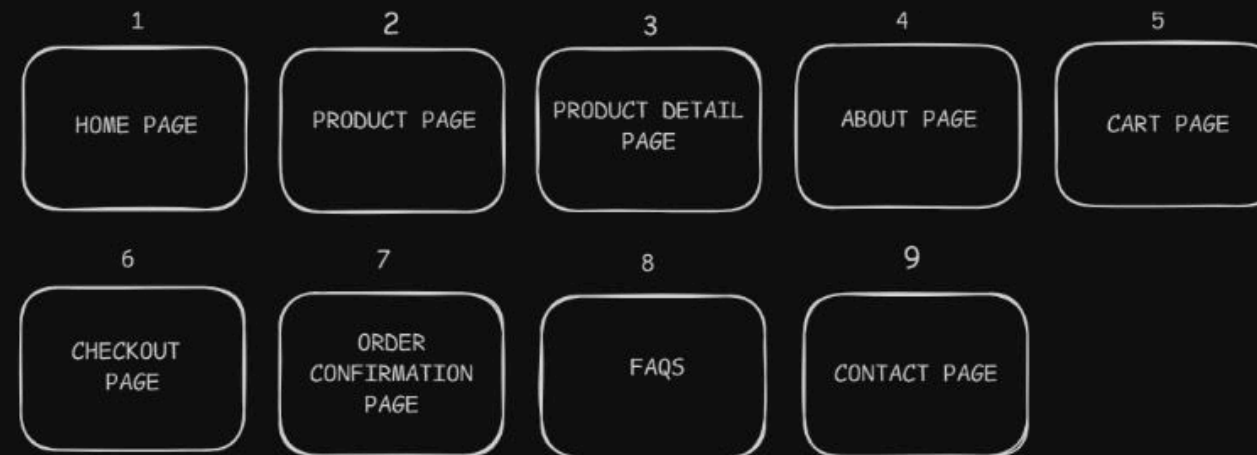 1
2
3
4
5
HOME PAGE
PRODUCT PAGE
PRODUCT DETAIL
PAGE
ABOUT PAGE
CART PAGE
6
7
8
9
CHECKOUT
PAGE
ORDER
CONFIRMATION
PAGE
FAQS
CONTACT PAGE